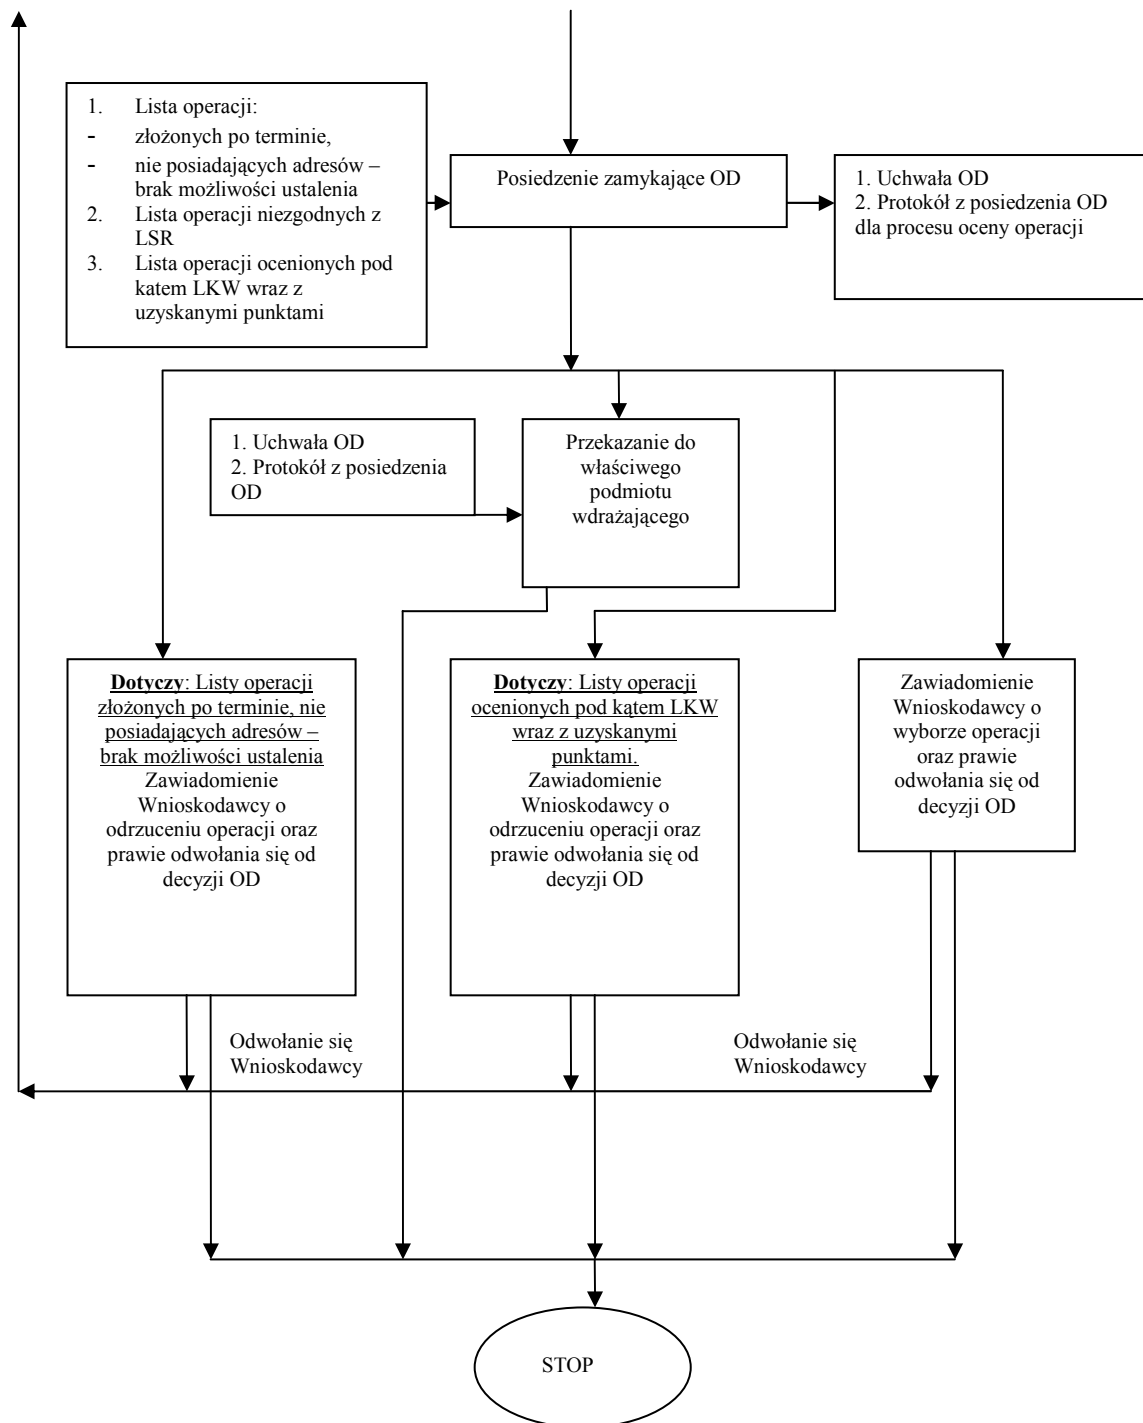 1. Lista operacji:
- złożonych po terminie,
- nie posiadających adresów –
brak możliwości ustalenia
2. Lista operacji niezgodnych z
LSR
3. Lista operacji ocenionych pod
katem LKW wraz z
uzyskanymi punktami
Posiedzenie zamykające OD
1. Uchwała OD
2. Protokół z posiedzenia OD
dla procesu oceny operacji
1. Uchwała OD
2. Protokół z posiedzenia
OD
Przekazanie do
właściwego
podmiotu
wdrażającego
Dotyczy: Listy operacji
złożonych po terminie, nie
posiadających adresów –
brak możliwości ustalenia
Zawiadomienie
Wnioskodawcy o
odrzuceniu operacji oraz
prawie odwołania się od
decyzji OD
Dotyczy: Listy operacji
ocenionych pod kątem LKW
wraz z uzyskanymi
punktami.
Zawiadomienie
Wnioskodawcy o
odrzuceniu operacji oraz
prawie odwołania się od
decyzji OD
Zawiadomienie
Wnioskodawcy o
wyborze operacji
oraz prawie
odwołania się od
decyzji OD
Odwołanie się
Wnioskodawcy
Odwołanie się
Wnioskodawcy
STOP